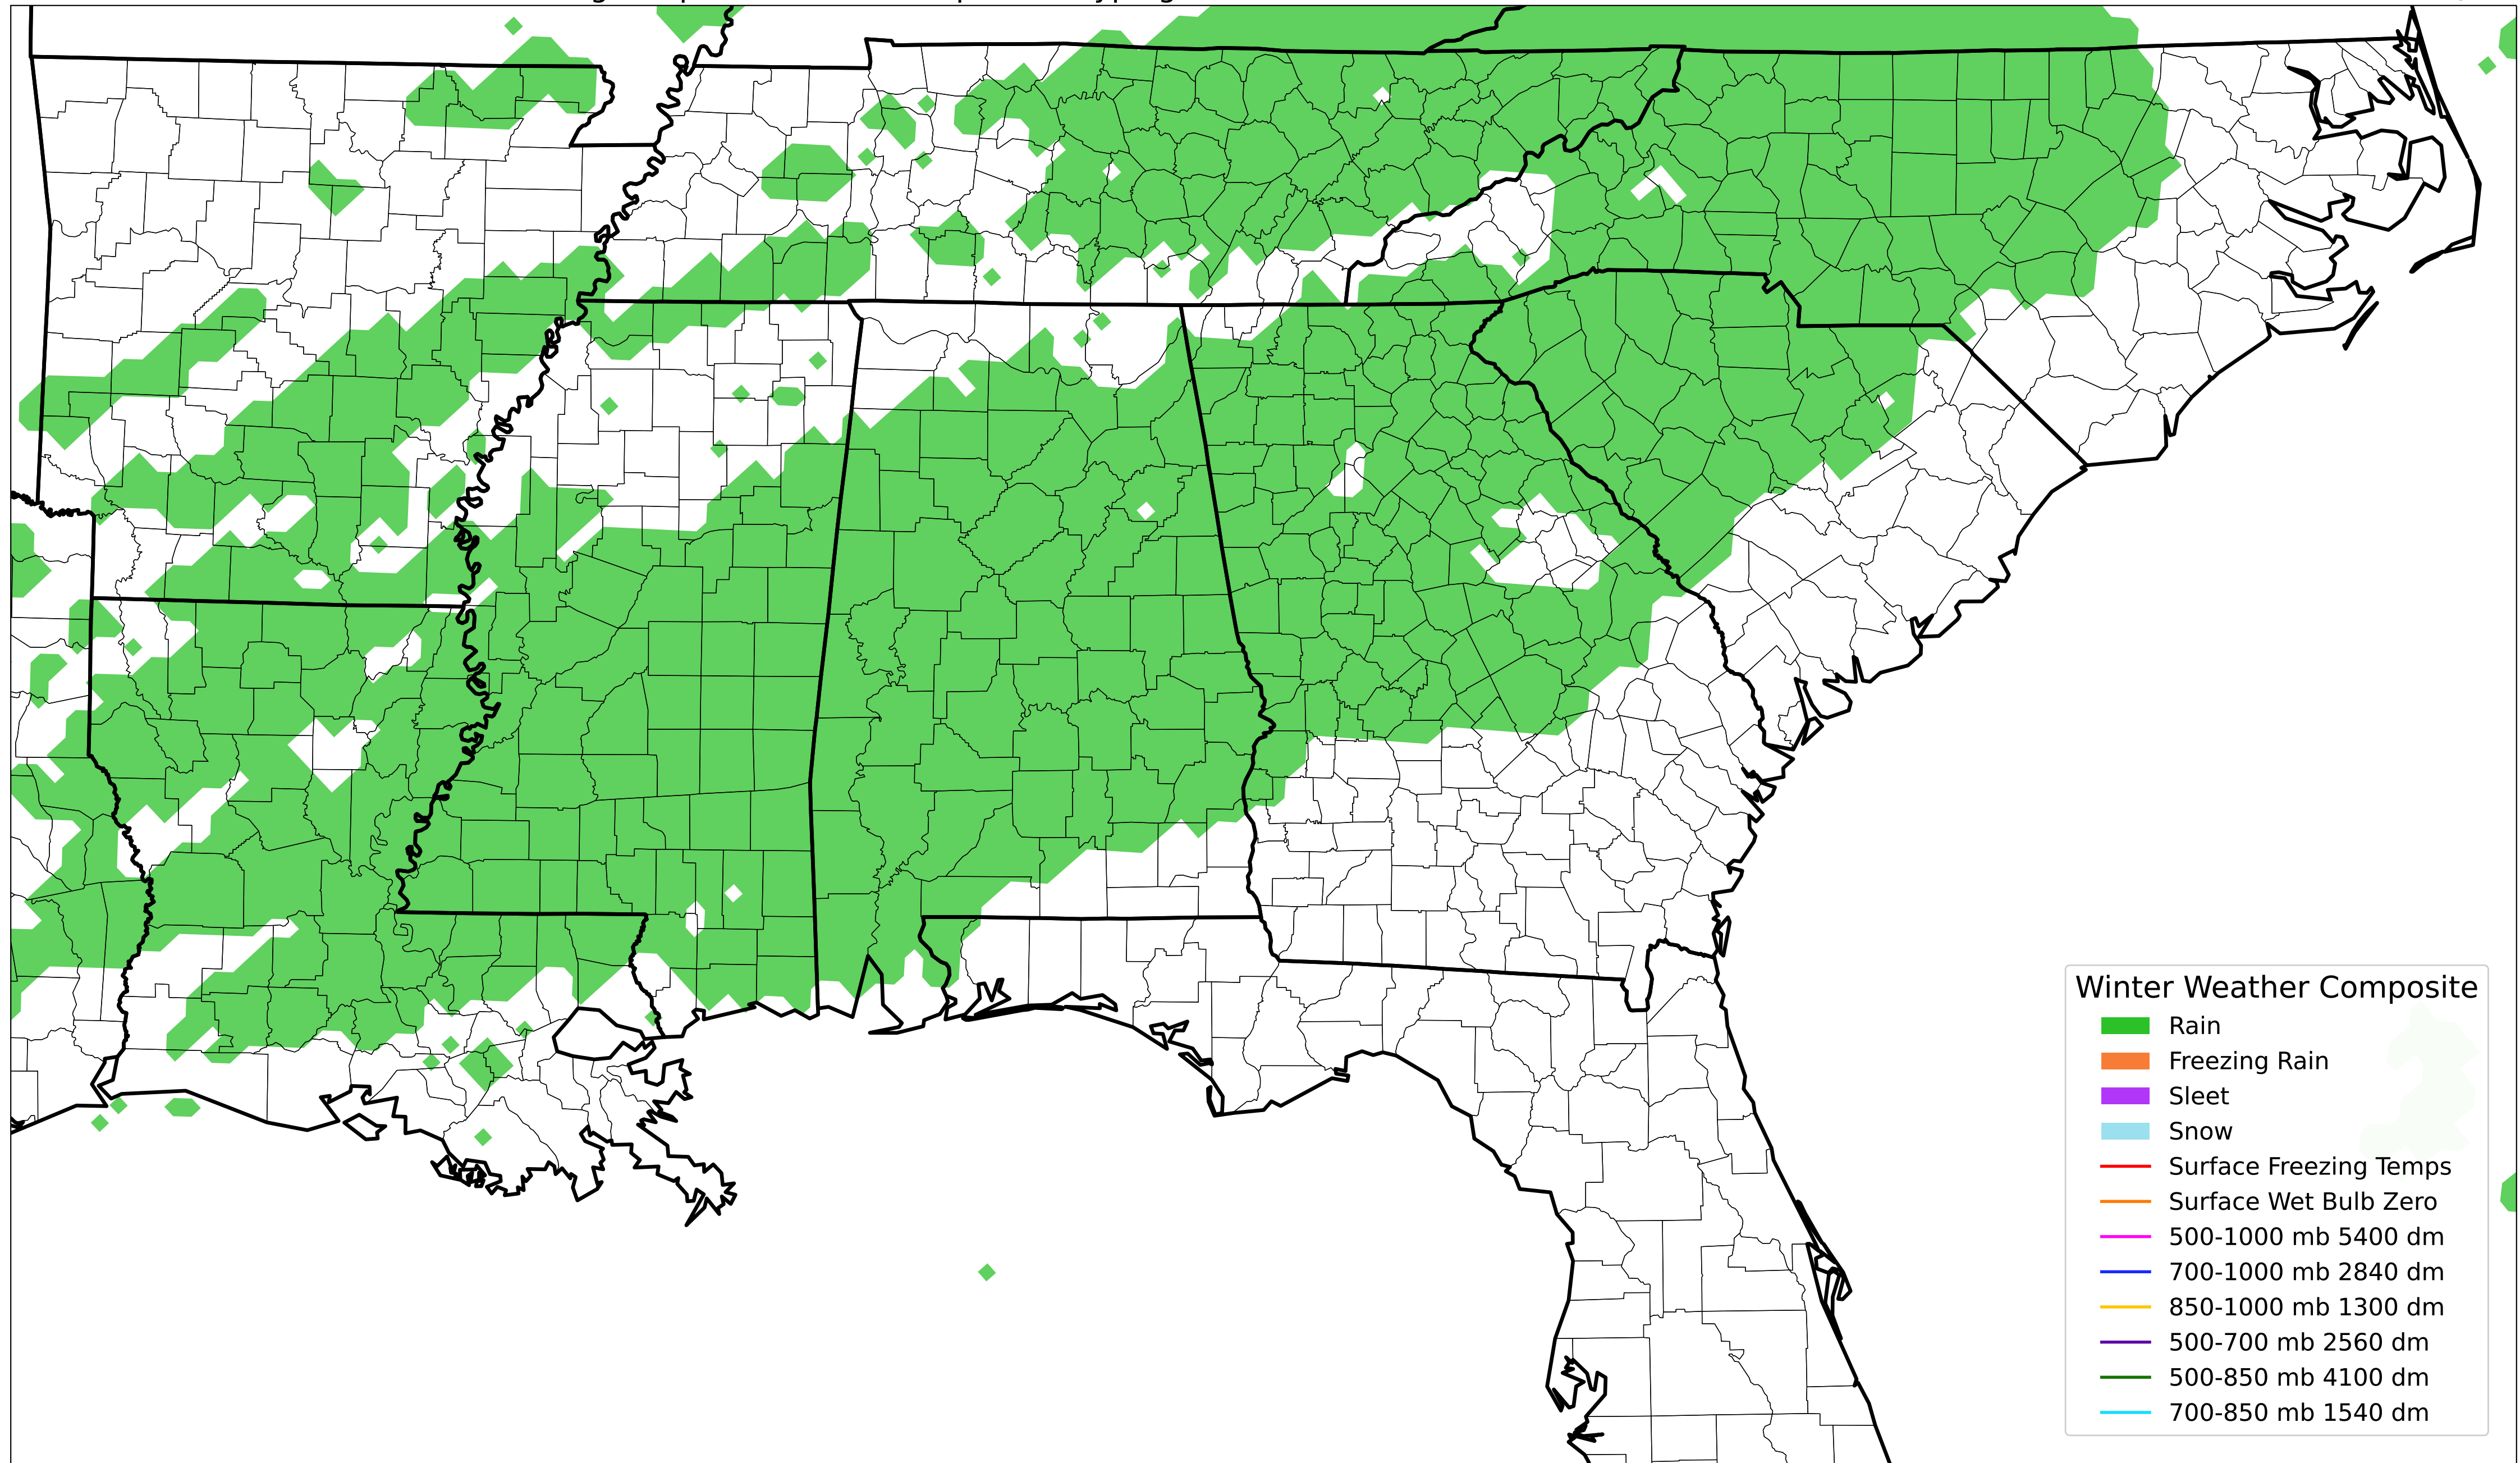 Winter Weather Composite
Rain
Freezing Rain
Sleet
Snow
Surface Freezing Temps
Surface Wet Bulb Zero
500-1000 mb 5400 dm
700-1000 mb 2840 dm
850-1000 mb 1300 dm
500-700 mb 2560 dm
500-850 mb 4100 dm
700-850 mb 1540 dm